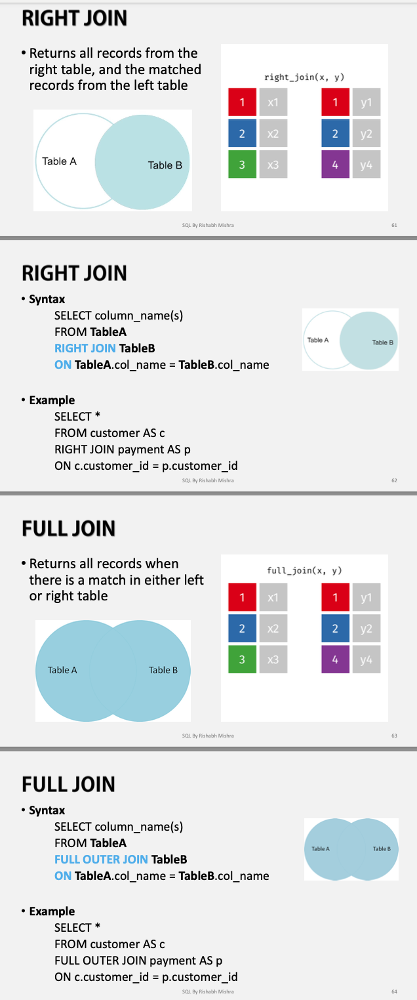 RIGHT JOIN
• Returns all records from the
right table, and the matched
records from the left table
Table A
Table B
right_join(x, y)
1 x1 1 y1
2 x2 2 y2
3 x3 4 y4
SQL By Rishabh Mishra
61
RIGHT JOIN
• Syntax
SELECT column_name(s)
FROM TableA
RIGHT JOIN TableB
ON TableA.col_name = TableB.col_name
Table A
Table B
• Example
SELECT *
FROM customer AS c
RIGHT JOIN payment AS p
ON c.customer_id = p.customer_id
SQL By Rishabh Mishra
62
FULL JOIN
• Returns all records when
there is a match in either left
or right table
Table A
Table B
full_join(x, y)
1 x1 1 y1
2 x2 2 y2
3 x3 4 y4
SQL By Rishabh Mishra
63
FULL JOIN
• Syntax
SELECT column_name(s)
FROM TableA
FULL OUTER JOIN TableB
ON TableA.col_name = TableB.col_name
Table A
Table B
• Example
SELECT *
FROM customer AS c
FULL OUTER JOIN payment AS p
ON c.customer_id = p.customer_id
SQL By Rishabh Mishra
64